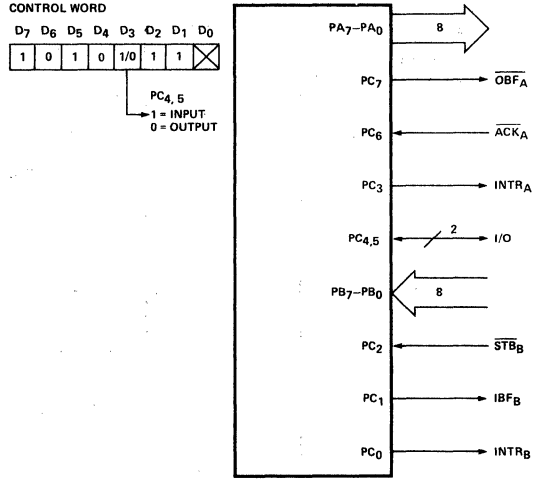 CONTROL WORD
D7 D6 D5 D4 D3 D2 D1 D0
1 0 1 0 1/0 1 1
PC4, 5
1 = INPUT
0 = OUTPUT
PA7–PA0 8
PC7 OBFA
PC6 ACKA
PC3 INTRA
PC4,5 2 I/O
PB7–PB0 8
PC2 STBB
PC1 IBFB
PC0 INTRB